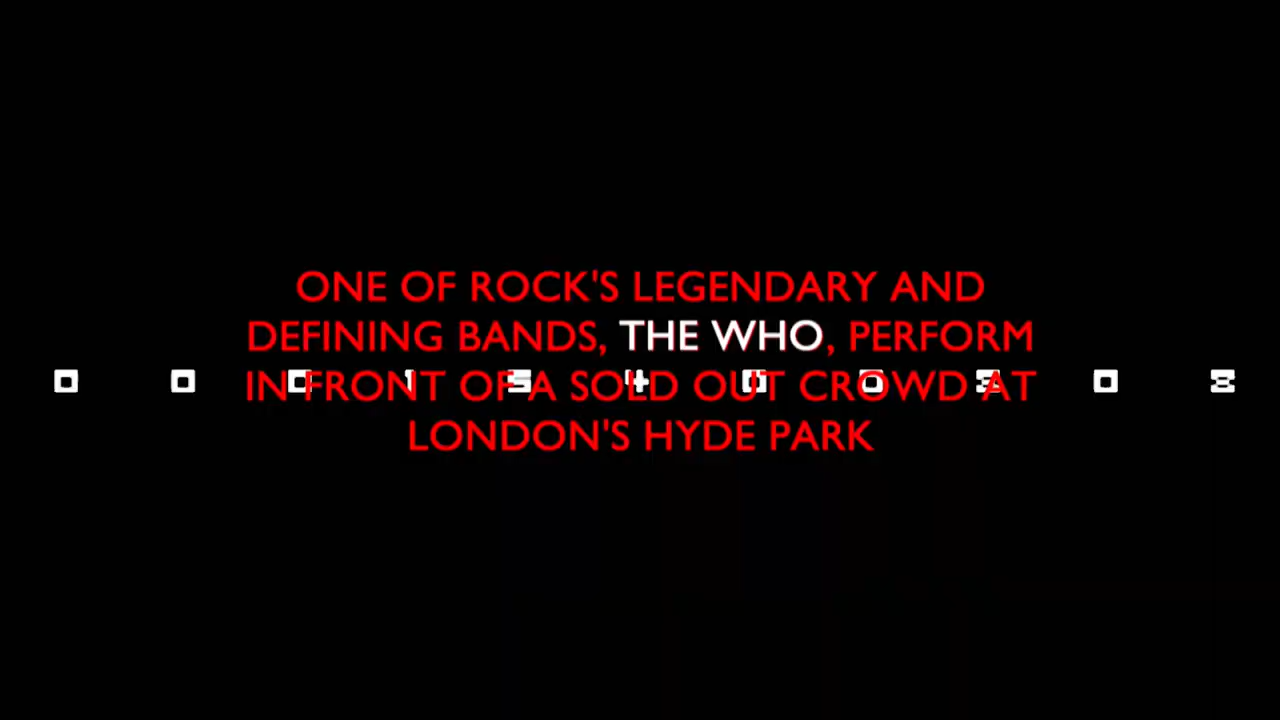 ONE OF ROCK'S LEGENDARY AND
DEFINING BANDS, THE WHO, PERFORM
IN FRONT OF A SOLD OUT CROWD AT
LONDON'S HYDE PARK